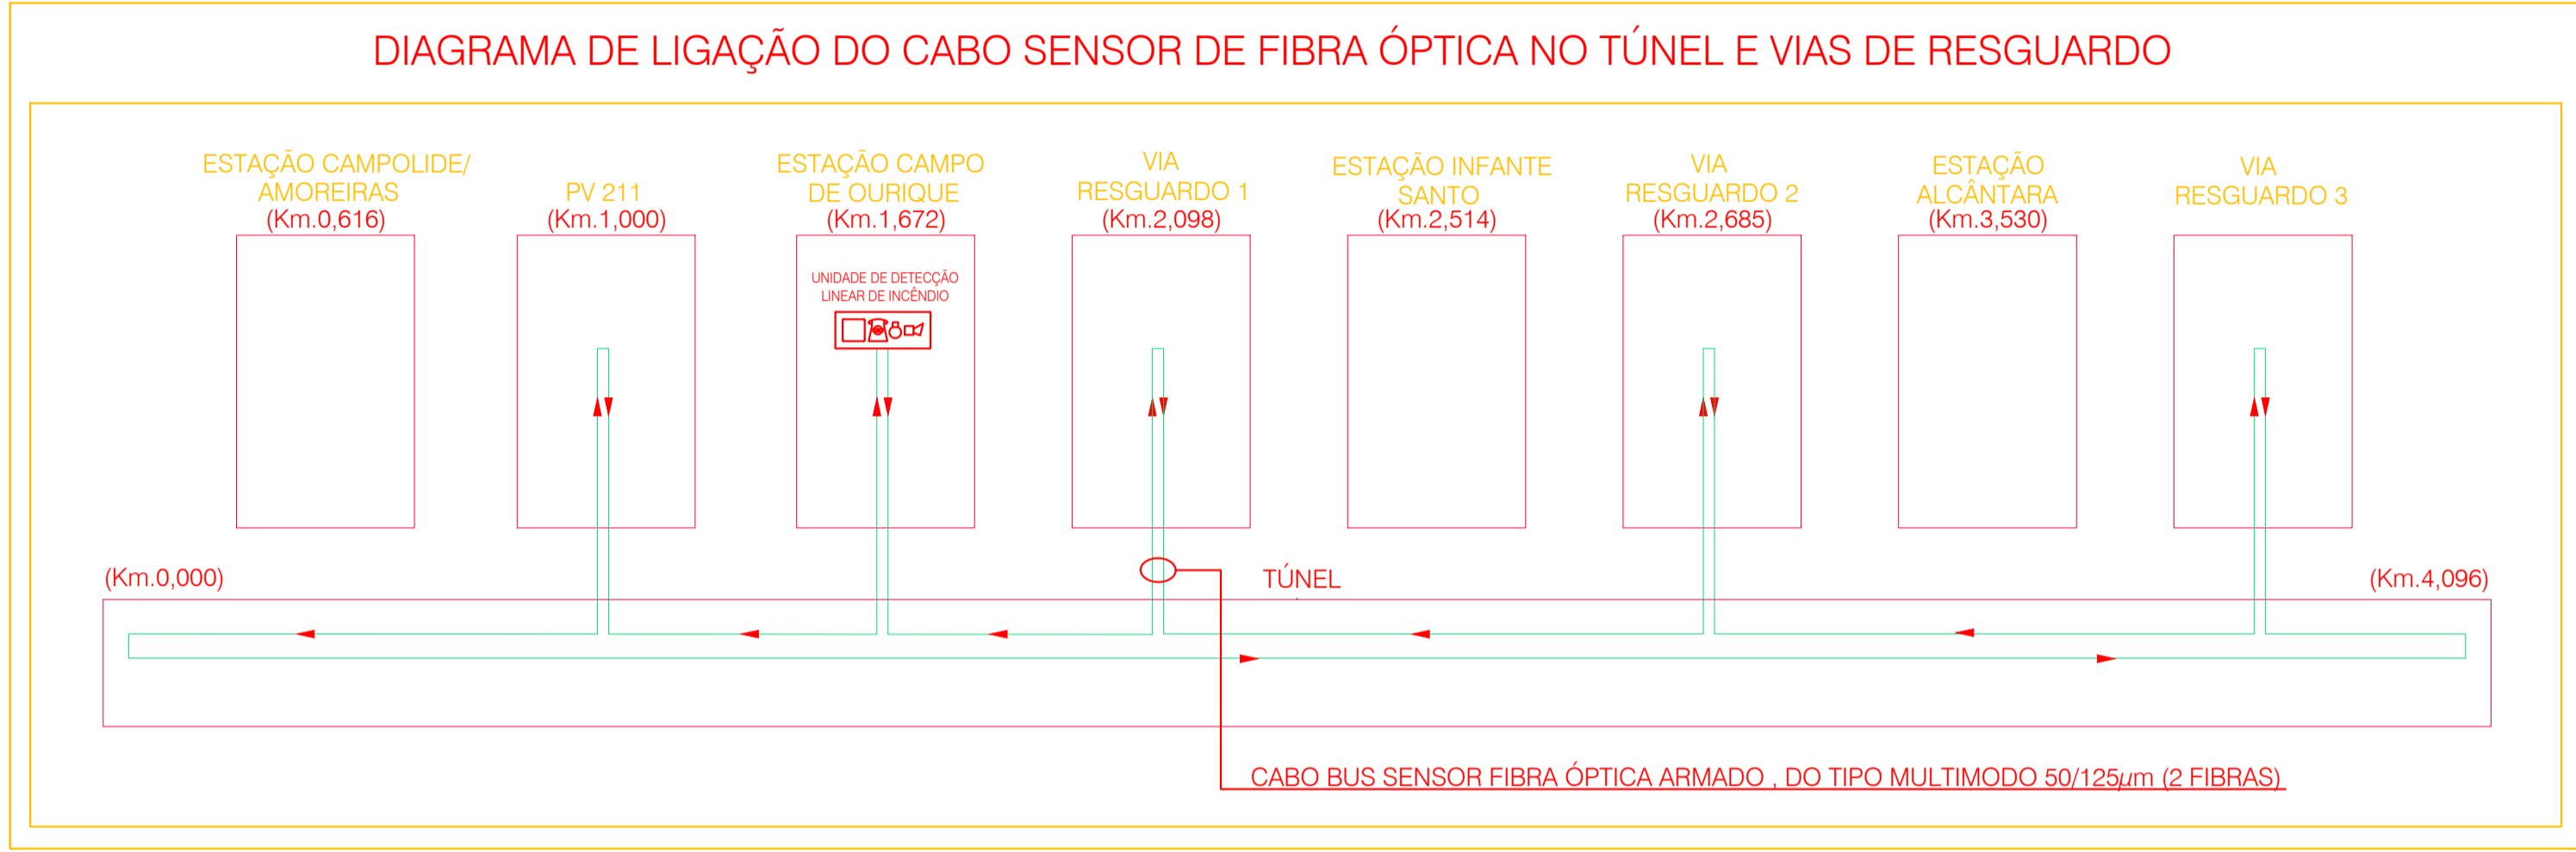 DIAGRAMA DE LIGAÇÃO DO CABO SENSOR DE FIBRA ÓPTICA NO TÚNEL E VIAS DE RESGUARDO
ESTAÇÃO CAMPOLIDE/
AMOREIRAS
(Km.0,616)
PV 211
(Km.1,000)
ESTAÇÃO CAMPO
DE OURIQUE
(Km.1,672)
UNIDADE DE DETECÇÃO
LINEAR DE INCÊNDIO
VIA
RESGUARDO 1
(Km.2,098)
ESTAÇÃO INFANTE
SANTO
(Km.2,514)
VIA
RESGUARDO 2
(Km.2,685)
ESTAÇÃO
ALCÂNTARA
(Km.3,530)
VIA
RESGUARDO 3
(Km.0,000)
TÚNEL
(Km.4,096)
CABO BUS SENSOR FIBRA ÓPTICA ARMADO , DO TIPO MULTIMODO 50/125µm (2 FIBRAS)